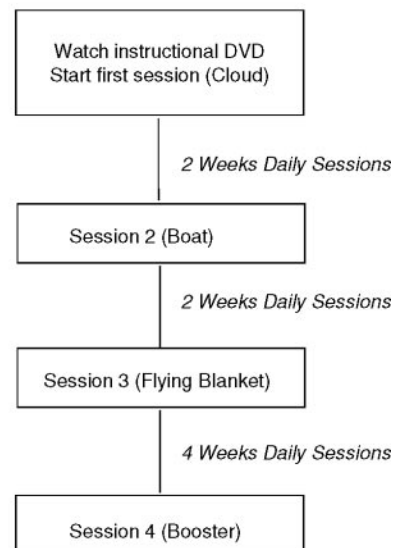 Watch instructional DVD
Start first session (Cloud)
2 Weeks Daily Sessions
Session 2 (Boat)
2 Weeks Daily Sessions
Session 3 (Flying Blanket)
4 Weeks Daily Sessions
Session 4 (Booster)